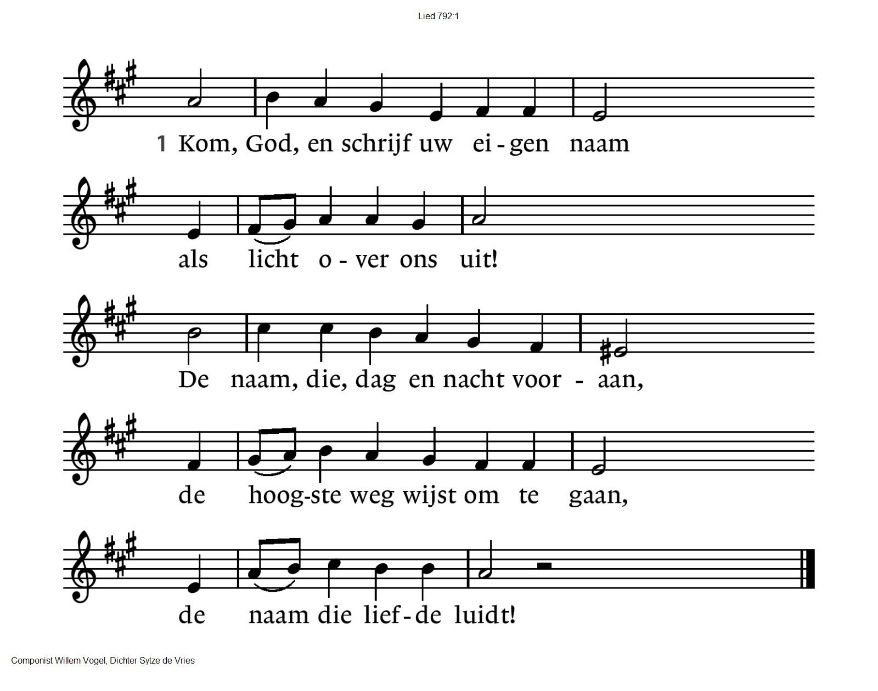 Lied 792:1
1 Kom, God, en schrijf uw ei - gen naam
als licht o - ver ons uit!
De naam, die, dag en nacht voor - aan,
de hoog-ste weg wijst om te gaan,
de naam die lief-de luidt!
Componist Willem Vogel, Dichter Sytze de Vries